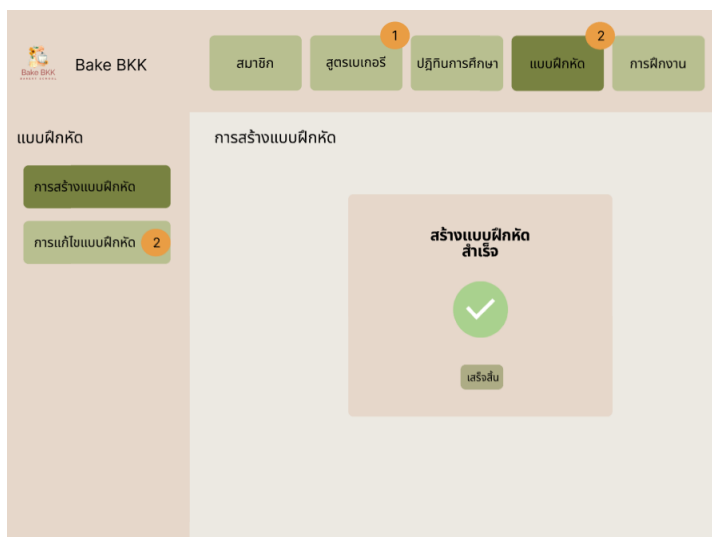 Bake BKK
BAKERY SCHOOL
Bake BKK
สมาชิก
สูตรเบเกอรี
1
ปฎิทินการศึกษา
แบบฝึกหัด
2
การฝึกงาน
แบบฝึกหัด
การสร้างแบบฝึกหัด
การแก้ไขแบบฝึกหัด 2
การสร้างแบบฝึกหัด
สร้างแบบฝึกหัด
สำเร็จ
เสร็จสิ้น